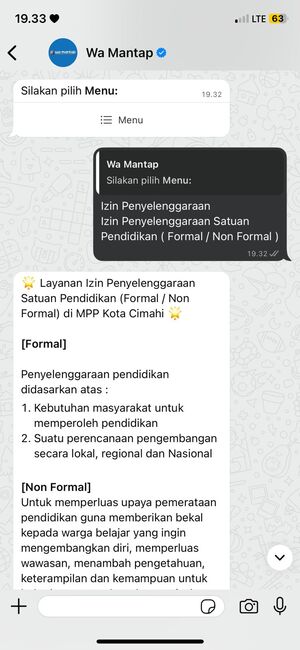 19.33
LTE 63
Wa Mantap
Silakan pilih Menu:
19.32
Menu
Wa Mantap
Silakan pilih Menu:
Izin Penyelenggaraan
Izin Penyelenggaraan Satuan
Pendidikan ( Formal / Non Formal )
19.32
🌟 Layanan Izin Penyelenggaraan
Satuan Pendidikan (Formal / Non
Formal) di MPP Kota Cimahi 🌟
[Formal]
Penyelenggaraan pendidikan
didasarkan atas :
1. Kebutuhan masyarakat untuk
memperoleh pendidikan
2. Suatu perencanaan pengembangan
secara lokal, regional dan Nasional
[Non Formal]
Untuk memperluas upaya pemerataan
pendidikan guna memberikan bekal
kepada warga belajar yang ingin
mengembangkan diri, memperluas
wawasan, menambah pengetahuan,
keterampilan dan kemampuan untuk